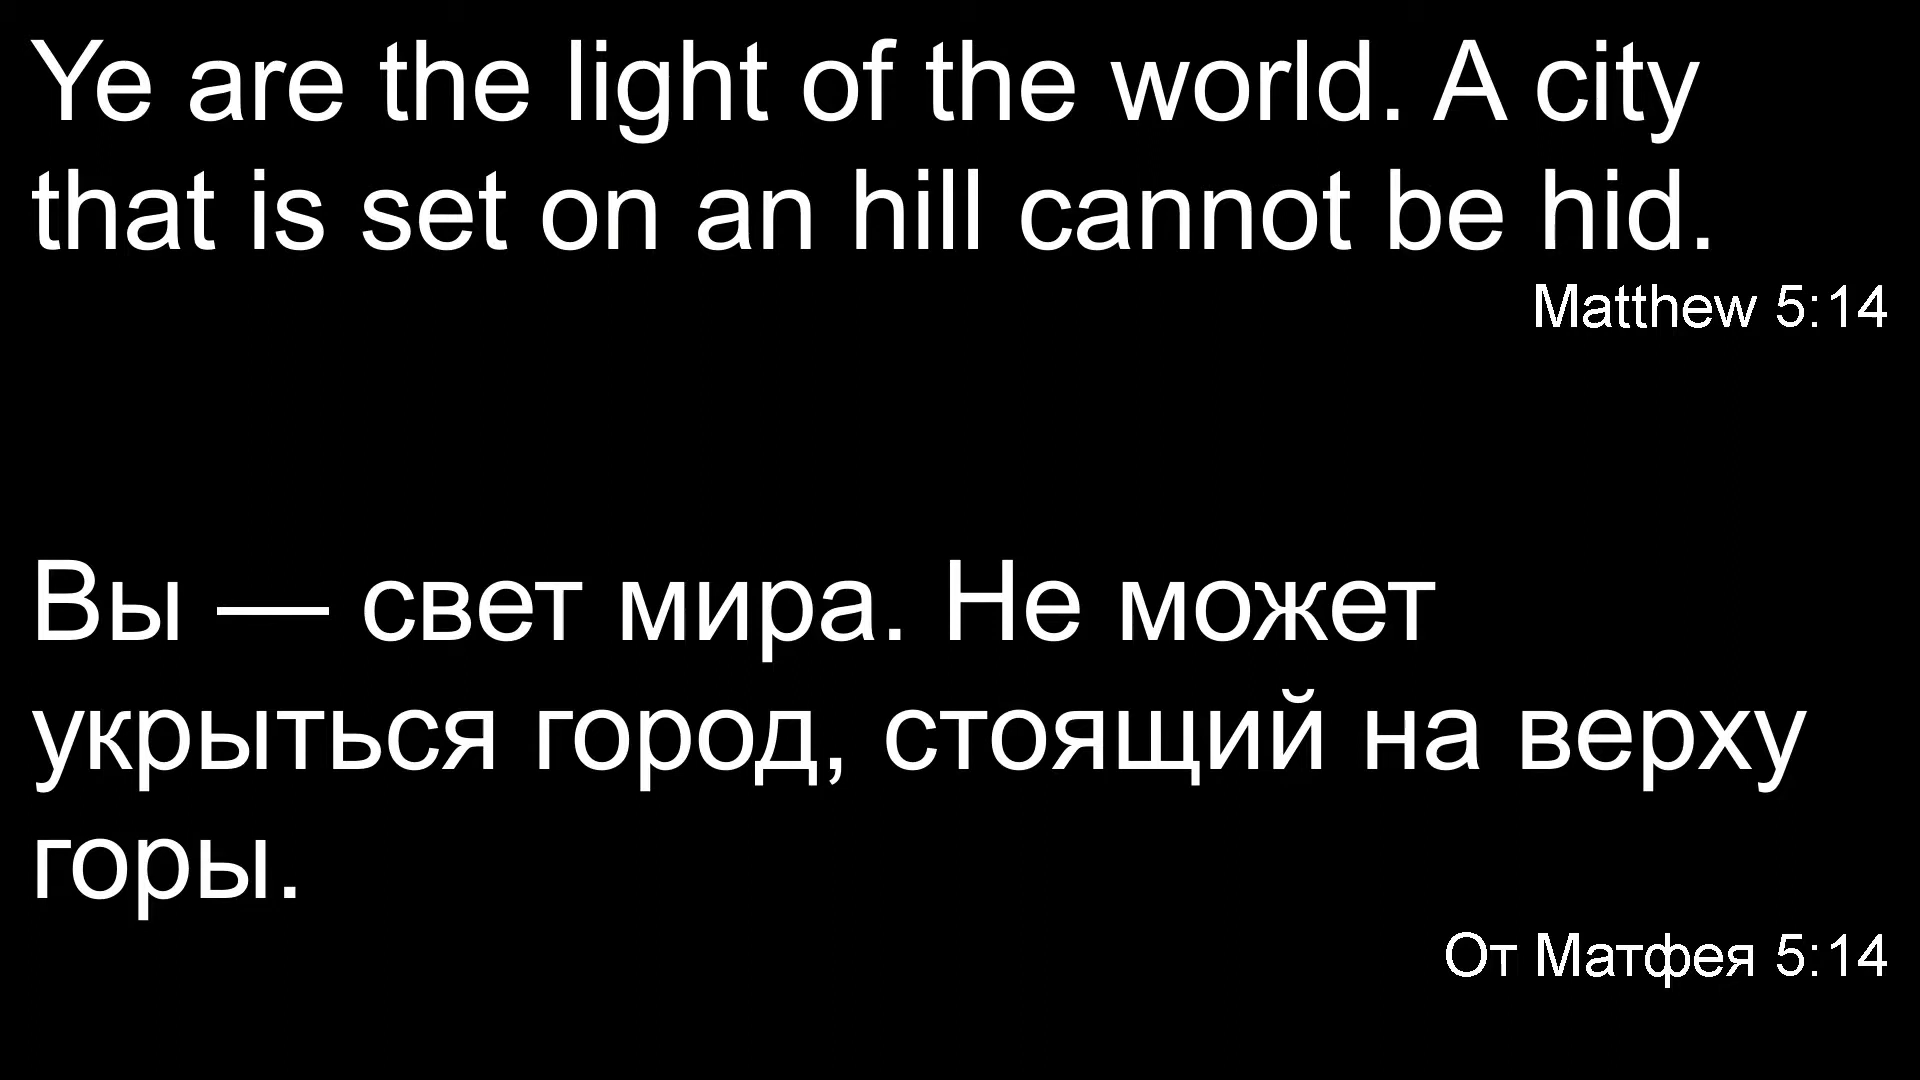 Ye are the light of the world. A city
that is set on an hill cannot be hid.
Matthew 5:14
Вы — свет мира. Не может
укрыться город, стоящий на верху
горы.
От Матфея 5:14